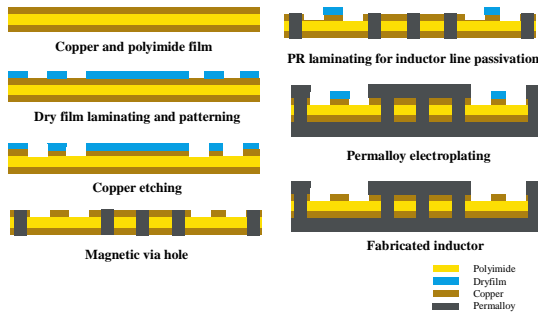 Copper and polyimide film
Dry film laminating and patterning
Copper etching
Magnetic via hole
PR laminating for inductor line passivation
Permalloy electroplating
Fabricated inductor
Polyimide
Dryfilm
Copper
Permalloy